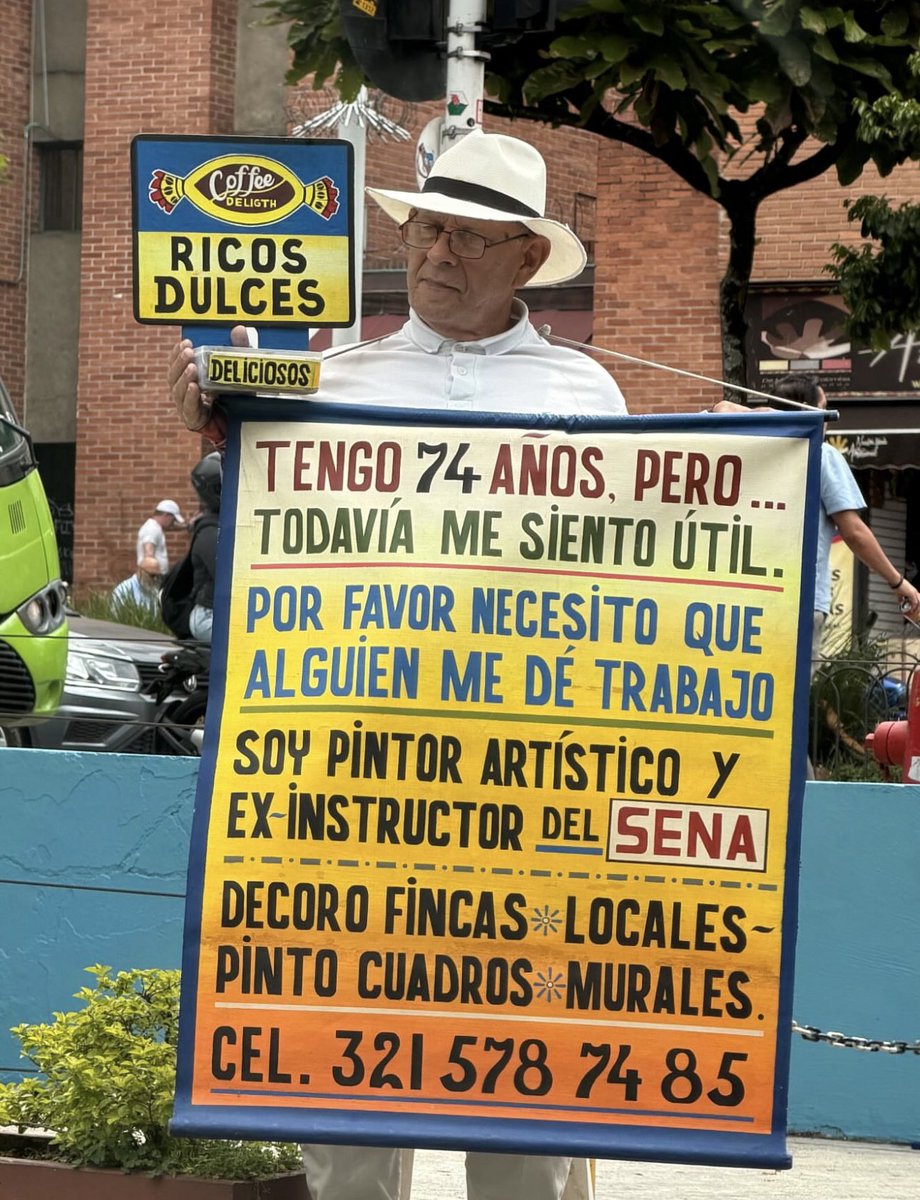 Coffee
DELIGTH
RICOS
DULCES
DELICIOSOS
TENGO 74 AÑOS, PERO...
TODAVÍA ME SIENTO ÚTIL.
POR FAVOR NECESITO QUE
ALGUIEN ME DÉ TRABAJO
SOY PINTOR ARTÍSTICO Y
EX-INSTRUCTOR DEL SENA
DECORO FINCAS LOCALES-
PINTO CUADROS MURALES.
CEL. 321 578 74 85